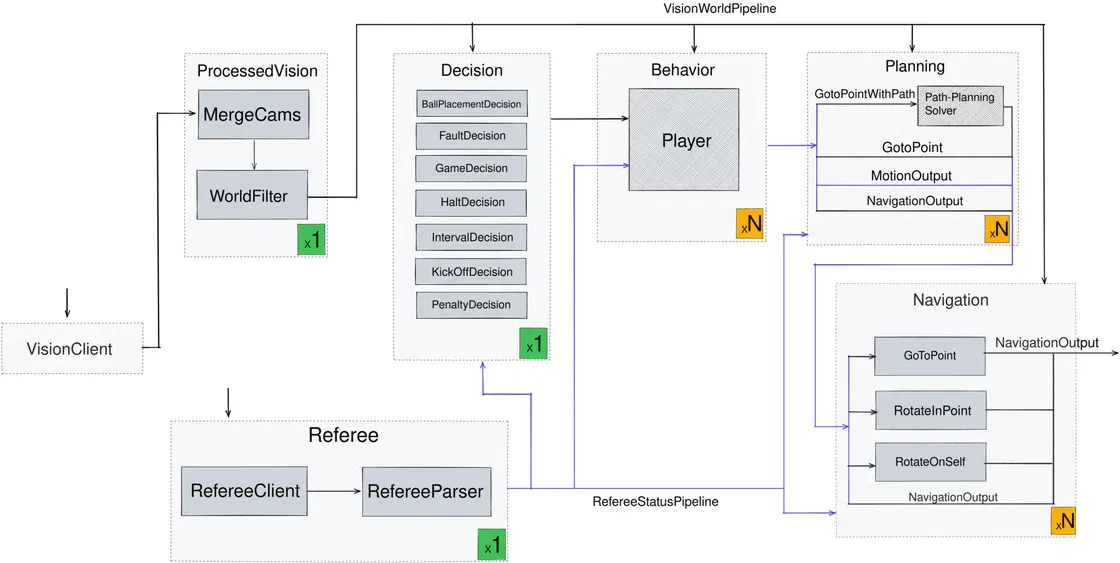 VisionWorldPipeline
ProcessedVision
MergeCams
WorldFilter
x1
Decision
BallPlacementDecision
FaultDecision
GameDecision
HaltDecision
IntervalDecision
KickOffDecision
PenaltyDecision
x1
Behavior
Player
xN
Planning
GotoPointWithPath
Path-Planning
Solver
GotoPoint
MotionOutput
NavigationOutput
xN
VisionClient
Navigation
GoToPoint
NavigationOutput
RotateInPoint
RotateOnSelf
NavigationOutput
xN
Referee
RefereeClient
RefereeParser
x1
RefereeStatusPipeline